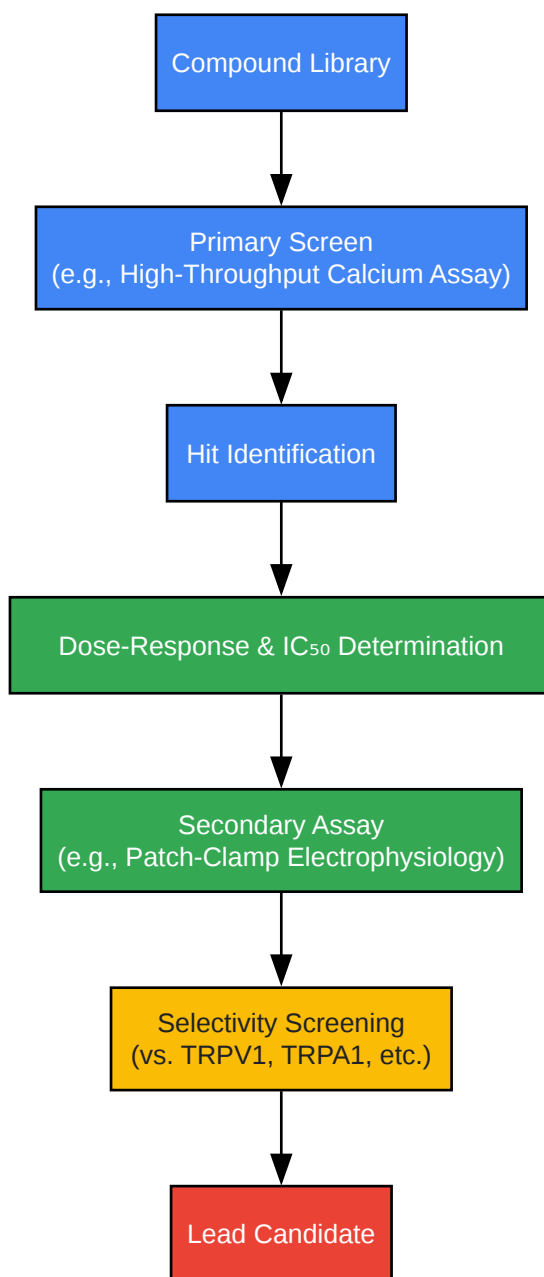 Compound Library
Primary Screen
(e.g., High-Throughput Calcium Assay)
Hit Identification
Dose-Response & IC₅₀ Determination
Secondary Assay
(e.g., Patch-Clamp Electrophysiology)
Selectivity Screening
(vs. TRPV1, TRPA1, etc.)
Lead Candidate